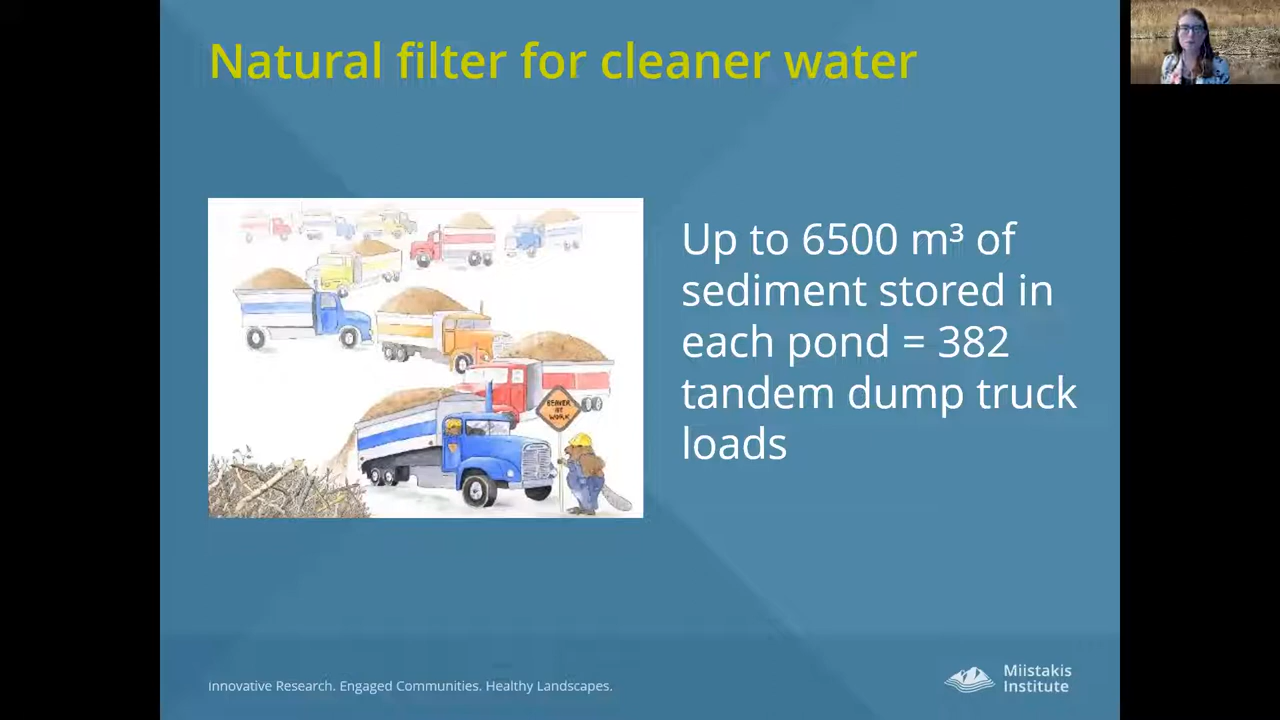 Natural filter for cleaner water
Up to 6500 m³ of
sediment stored in
each pond = 382
tandem dump truck
loads
BEAVER
AT
WORK
Innovative Research. Engaged Communities. Healthy Landscapes.
Miistakis
Institute